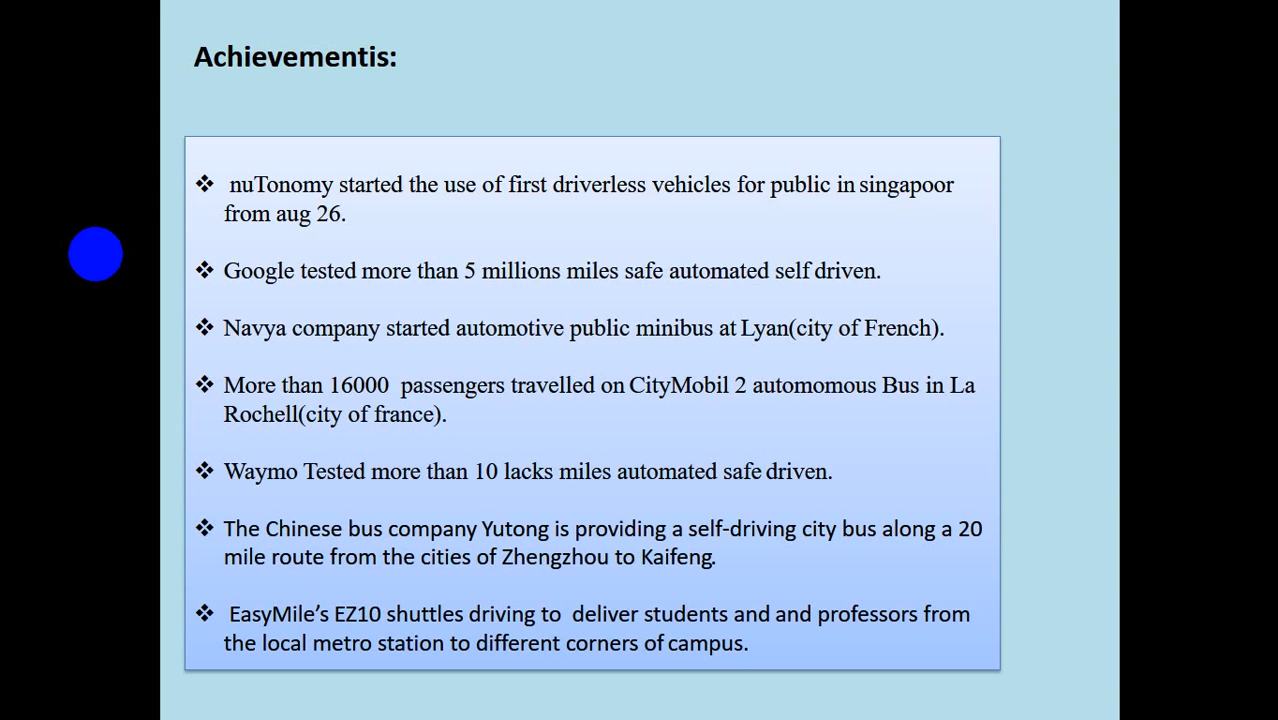 Achievementis:
❖ nuTonomy started the use of first driverless vehicles for public in singapoor
from aug 26.
❖ Google tested more than 5 millions miles safe automated self driven.
❖ Navya company started automotive public minibus at Lyan(city of French).
❖ More than 16000 passengers travelled on CityMobil 2 automomous Bus in La
Rochell(city of france).
❖ Waymo Tested more than 10 lacks miles automated safe driven.
❖ The Chinese bus company Yutong is providing a self-driving city bus along a 20
mile route from the cities of Zhengzhou to Kaifeng.
❖ EasyMile’s EZ10 shuttles driving to deliver students and and professors from
the local metro station to different corners of campus.